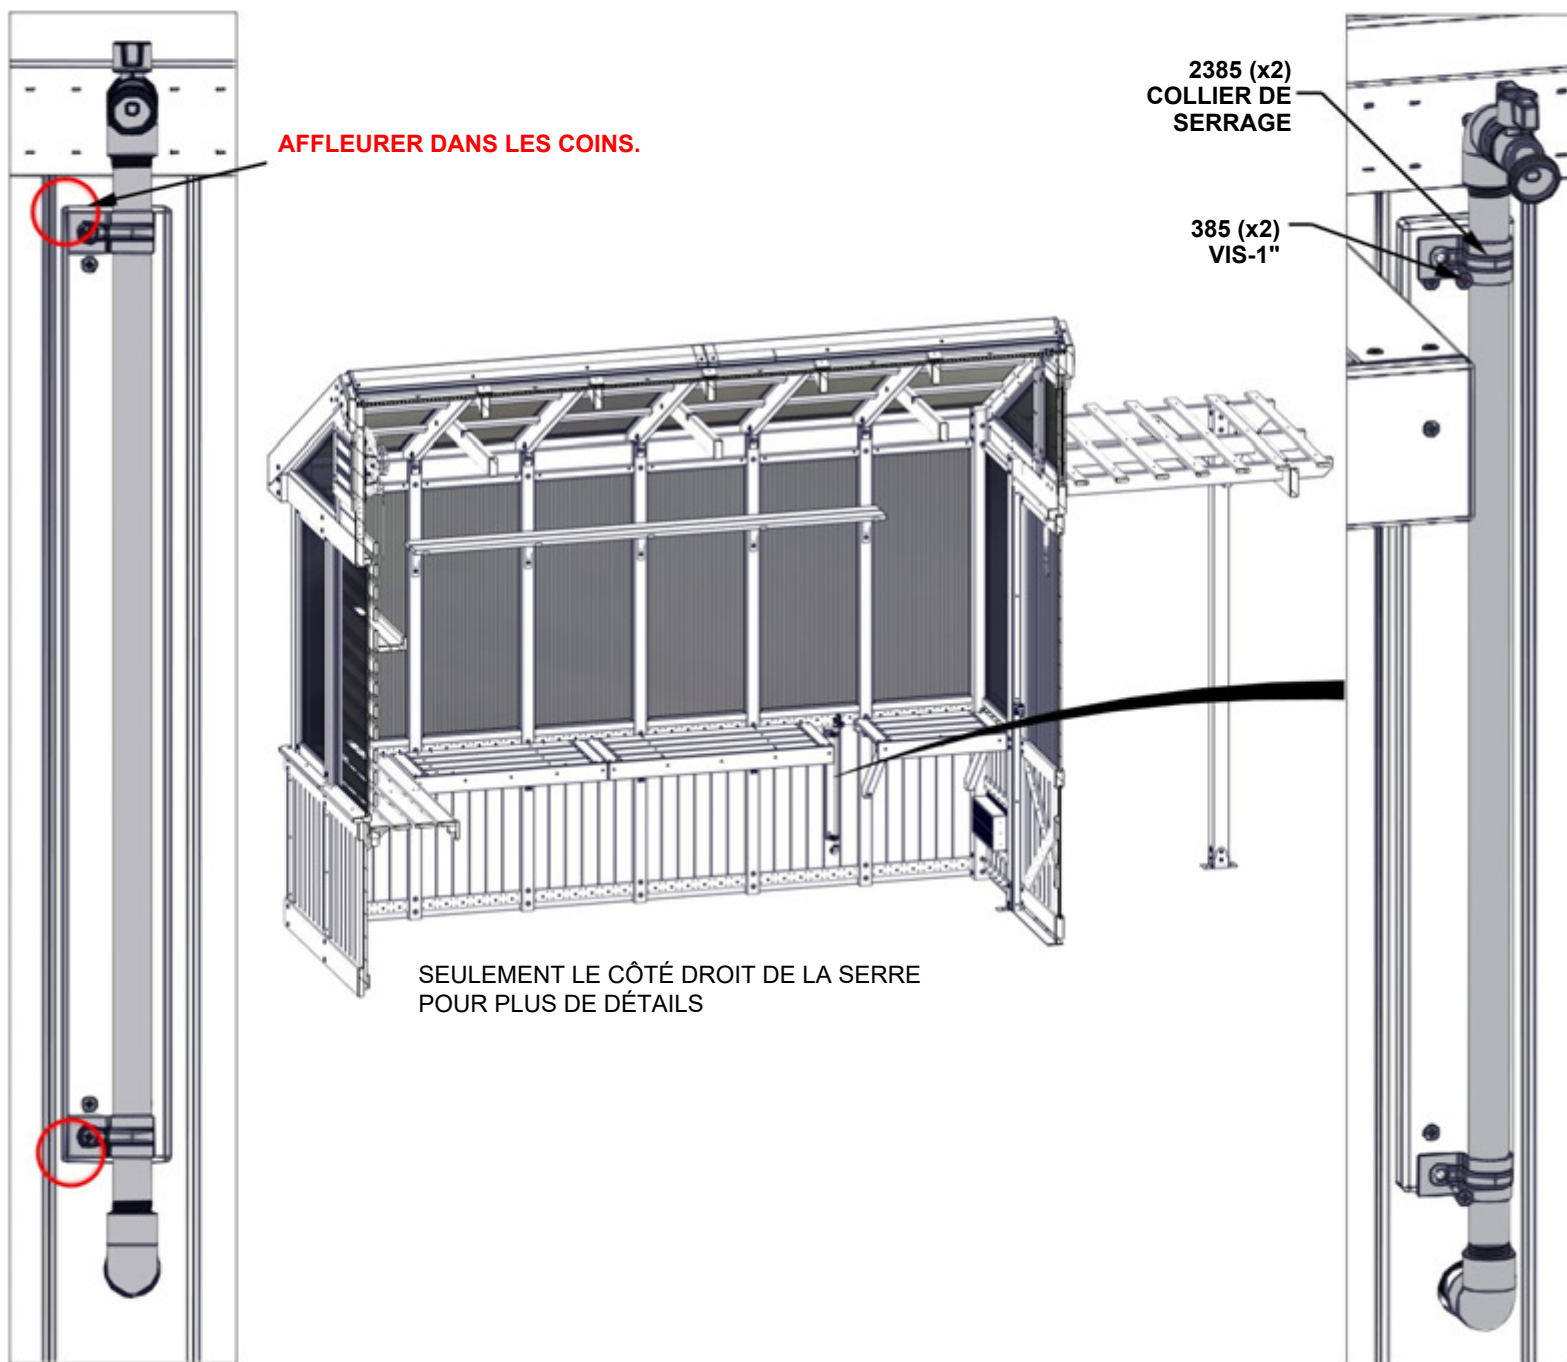 AFFLEURER DANS LES COINS.
2385 (x2)
COLLIER DE
SERRAGE
385 (x2)
VIS-1"
SEULEMENT LE CÔTÉ DROIT DE LA SERRE
POUR PLUS DE DÉTAILS